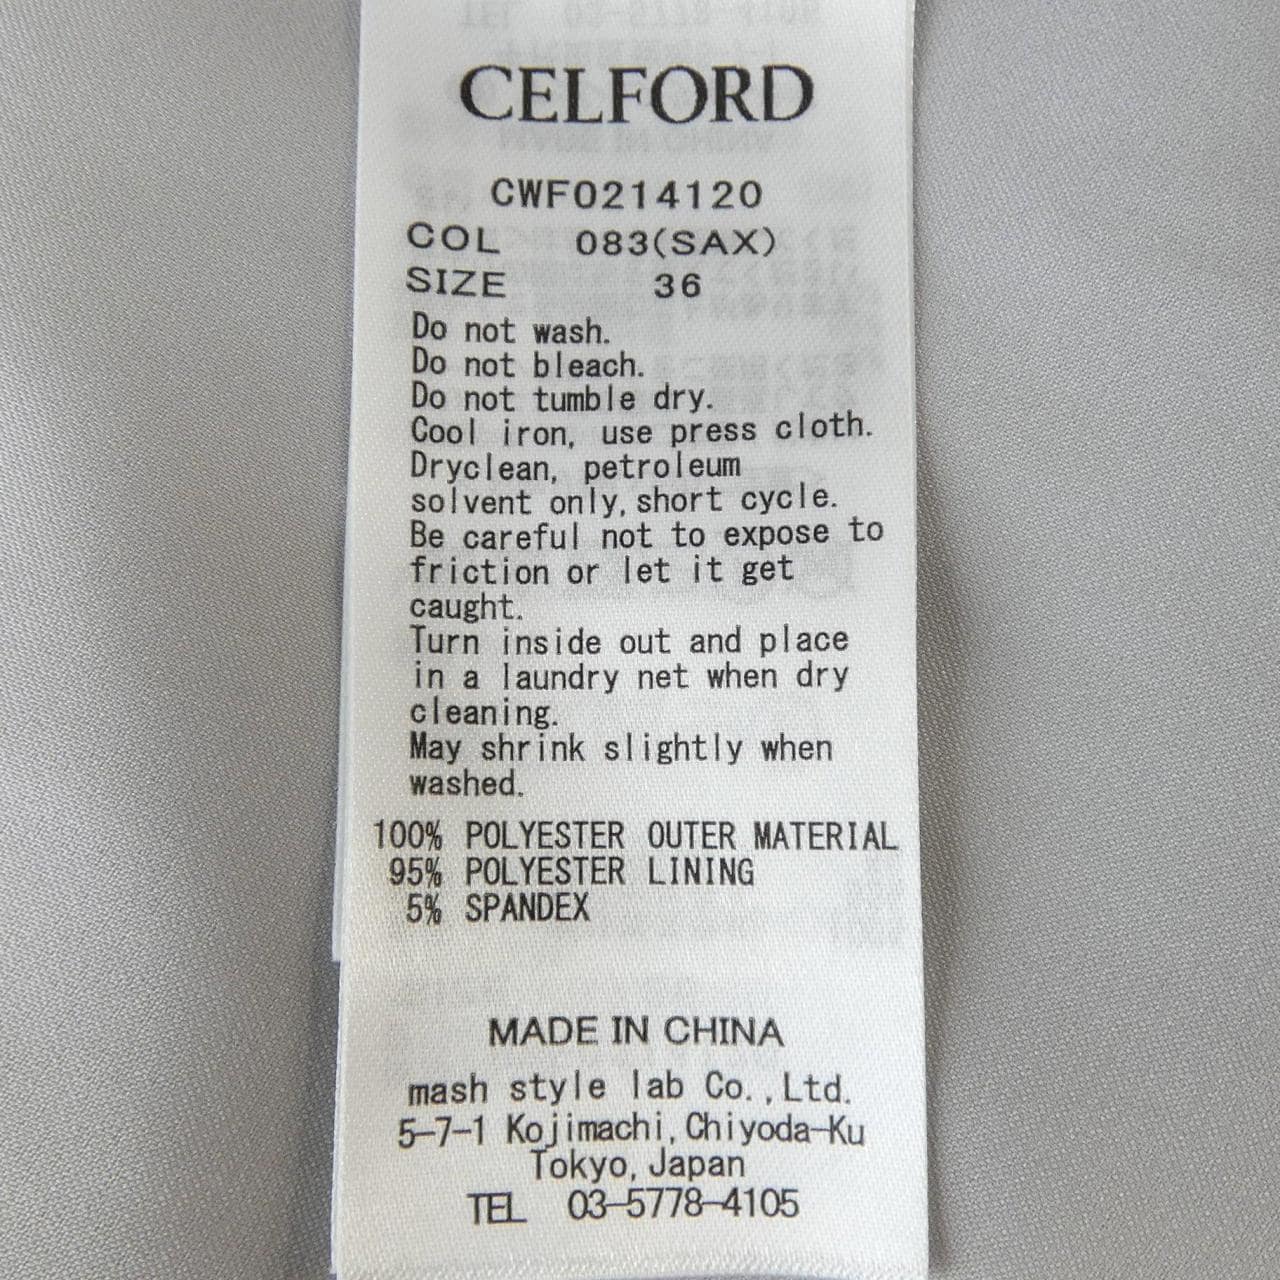 CELFORD
CWF0214120
COL 083(SAX)
SIZE 36
Do not wash.
Do not bleach.
Do not tumble dry.
Cool iron, use press cloth.
Dryclean, petroleum
solvent only, short cycle.
Be careful not to expose to
friction or let it get
caught.
Turn inside out and place
in a laundry net when dry
cleaning.
May shrink slightly when
washed.
100% POLYESTER OUTER MATERIAL
95% POLYESTER LINING
5% SPANDEX
MADE IN CHINA
mash style lab Co.,Ltd.
5-7-1 Kojimachi, Chiyoda-Ku
Tokyo, Japan
TEL 03-5778-4105